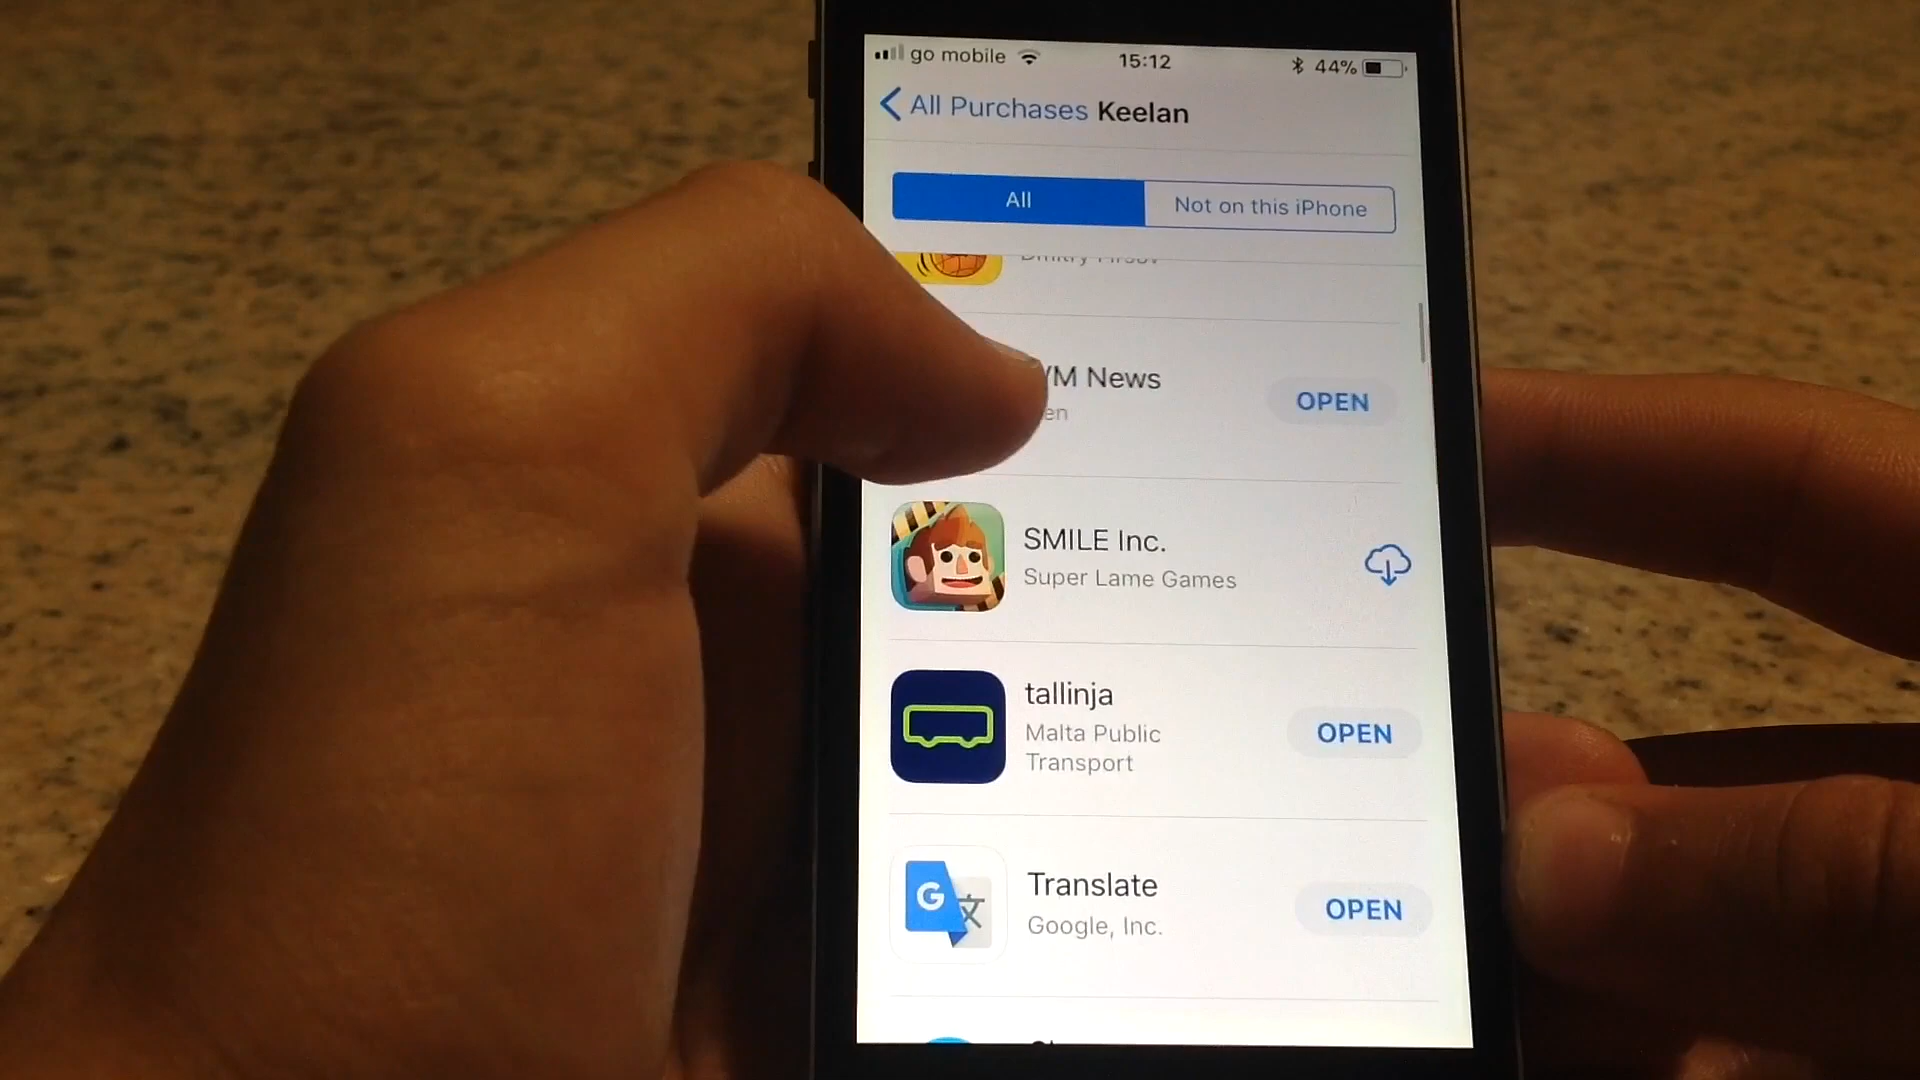 go mobile 15:12 44%
All Purchases Keelan
All Not on this iPhone
News OPEN
SMILE Inc.
Super Lame Games
tallinja
Malta Public OPEN
Transport
G 文
Translate
Google, Inc. OPEN